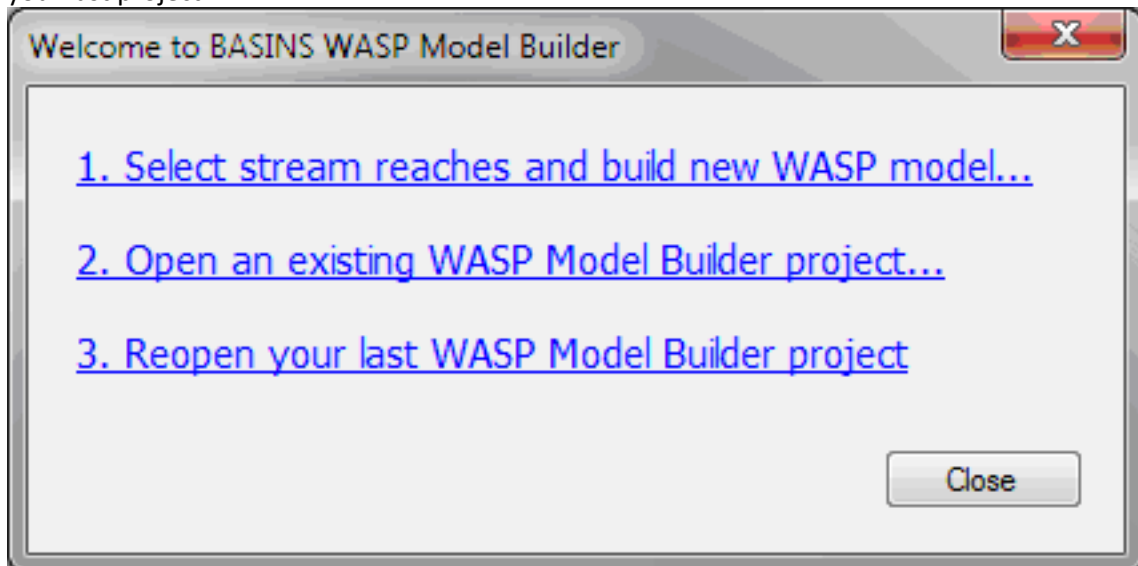 Welcome to BASINS WASP Model Builder
1. Select stream reaches and build new WASP model...
2. Open an existing WASP Model Builder project...
3. Reopen your last WASP Model Builder project
Close